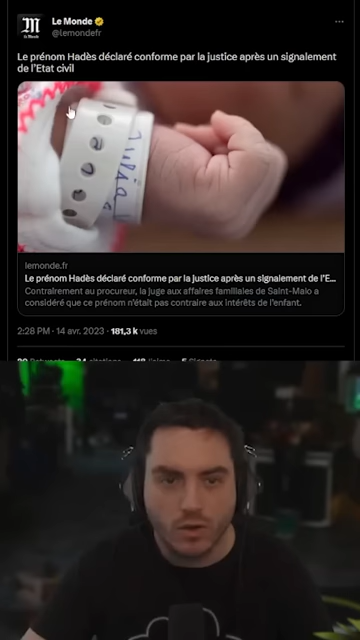 Le Monde
@lemondefr
Le prénom Hadès déclaré conforme par la justice après un signalement
de l'Etat civil
lemonde.fr
Le prénom Hadès déclaré conforme par la justice après un signalement de l'E...
Contrairement au procureur, la juge aux affaires familiales de Saint-Malo a
considéré que ce prénom n'était pas contraire aux intérêts de l'enfant.
2:28 PM · 14 avr. 2023 · 181,3 k vues